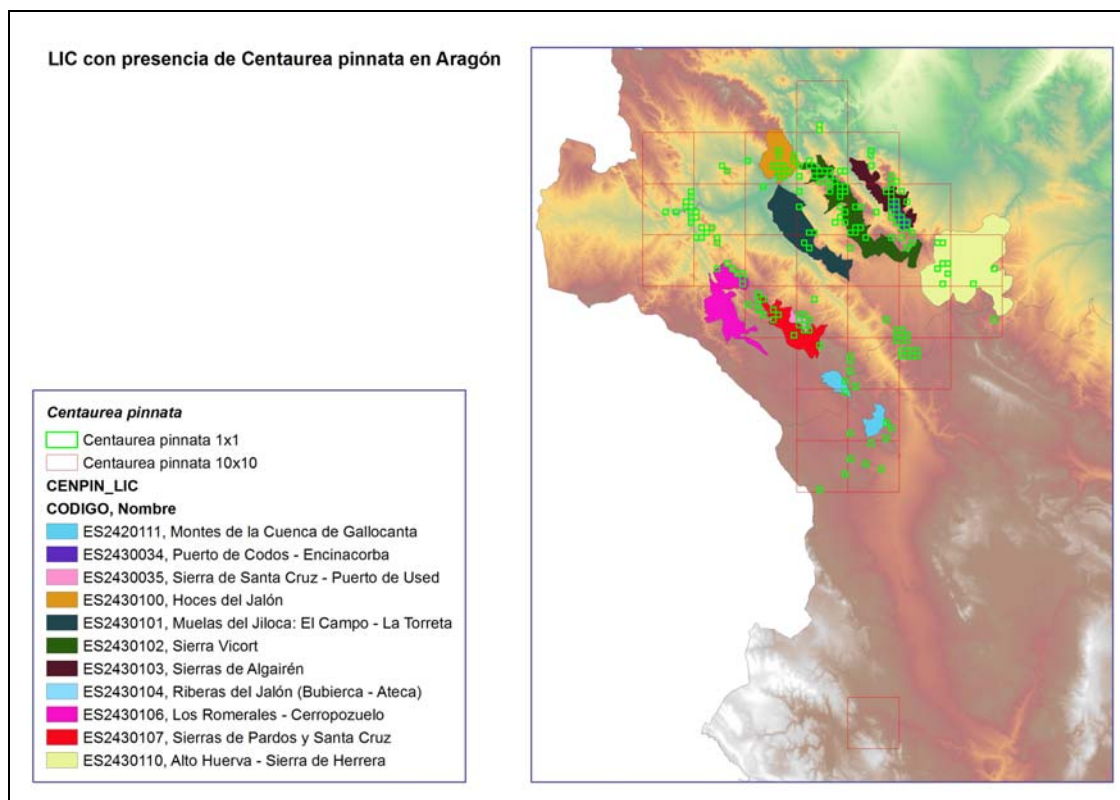 LIC con presencia de Centaurea pinnata en Aragón
Centaurea pinnata
Centaurea pinnata 1x1
Centaurea pinnata 10x10
CENPIN_LIC
CODIGO, Nombre
ES2420111, Montes de la Cuenca de Gallocanta
ES2430034, Puerto de Codos - Encinacorba
ES2430035, Sierra de Santa Cruz - Puerto de Used
ES2430100, Hoces del Jalón
ES2430101, Muelas del Jiloca: El Campo - La Torreta
ES2430102, Sierra Vicort
ES2430103, Sierras de Algairén
ES2430104, Riberas del Jalón (Bubierca - Ateca)
ES2430106, Los Romerales - Cerropozuelo
ES2430107, Sierras de Pardos y Santa Cruz
ES2430110, Alto Huerva - Sierra de Herrera